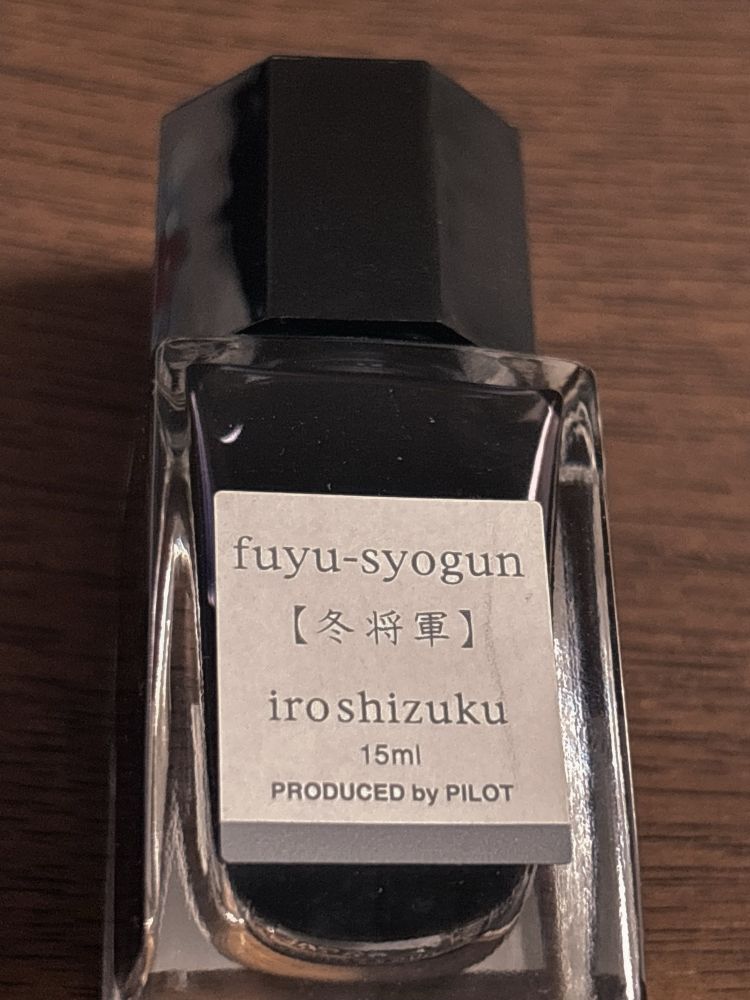 fuyu-syogun
【冬将軍】
iroshizuku
15ml
PRODUCED by PILOT